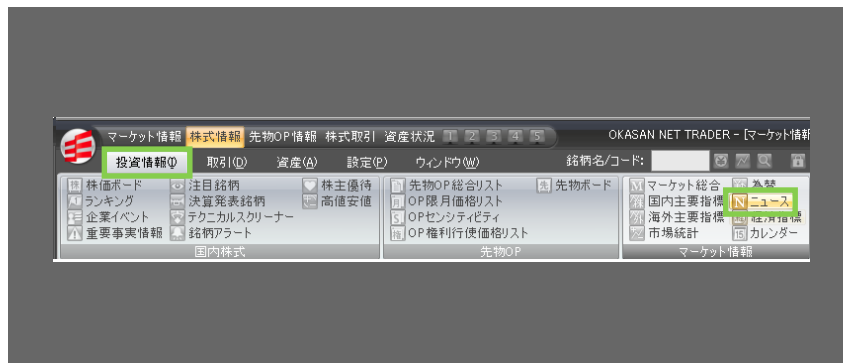 マーケット情報 株式情報 先物OP情報 株式取引 資産状況 1 2 3 4 5 OKASAN NET TRADER - [マーケット情報
投資情報(I) 取引(D) 資産(A) 設定(P) ウィンドウ(W) 銘柄名/コード:
株価ボード 注目銘柄 株主優待 先物OP総合リスト 先物ボード マーケット総合 為替
ランキング 決算発表銘柄 高値安値 OP限月価格リスト 国内主要指標 ニュース
企業イベント テクニカルスクリーナー OPセンシティビティ 海外主要指標 経済指標
重要事実情報 銘柄アラート OP権利行使価格リスト 市場統計 カレンダー
国内株式 先物OP マーケット情報